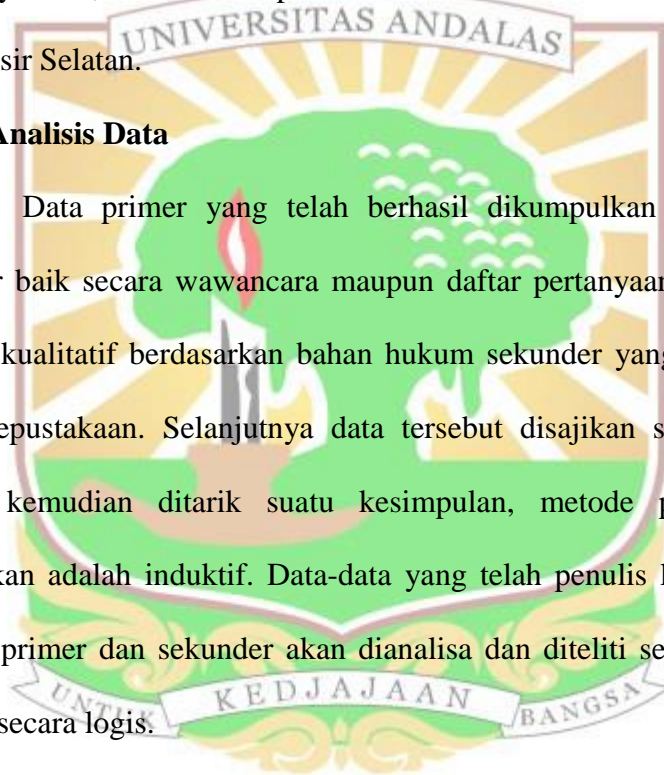 UNIVERSITAS ANDALAS
sir Selatan.
Analisis Data
Data primer yang telah berhasil dikumpulkan
baik secara wawancara maupun daftar pertanyaan
kualitatif berdasarkan bahan hukum sekunder yang
epustakaan. Selanjutnya data tersebut disajikan s
kemudian ditarik suatu kesimpulan, metode p
kan adalah induktif. Data-data yang telah penulis
primer dan sekunder akan dianalisa dan diteliti se
secara logis.
UNTUK KEDJAJAAN BANGSA